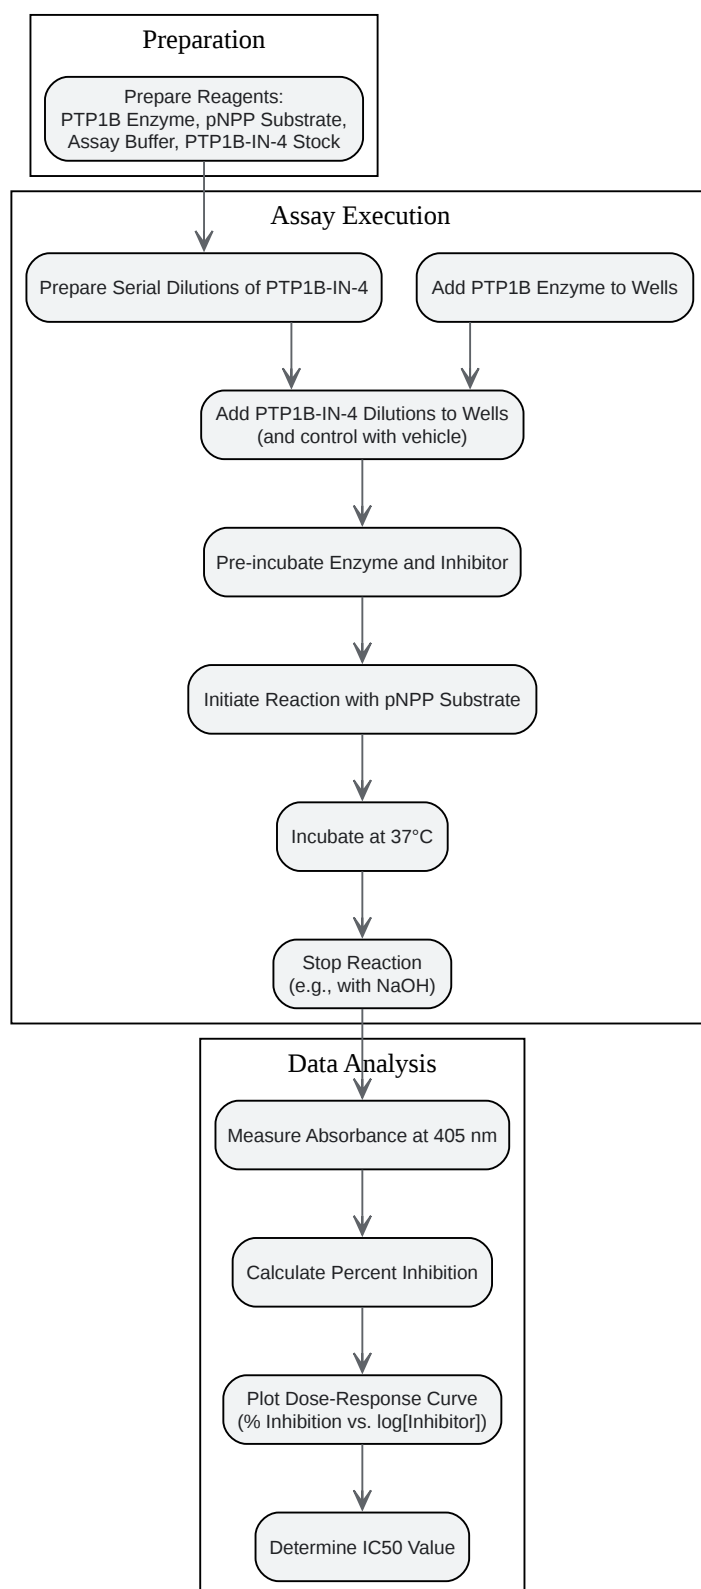 Preparation
Prepare Reagents:
PTP1B Enzyme, pNPP Substrate,
Assay Buffer, PTP1B-IN-4 Stock
Assay Execution
Prepare Serial Dilutions of PTP1B-IN-4
Add PTP1B Enzyme to Wells
Add PTP1B-IN-4 Dilutions to Wells
(and control with vehicle)
Pre-incubate Enzyme and Inhibitor
Initiate Reaction with pNPP Substrate
Incubate at 37°C
Stop Reaction
(e.g., with NaOH)
Data Analysis
Measure Absorbance at 405 nm
Calculate Percent Inhibition
Plot Dose-Response Curve
(% Inhibition vs. log[Inhibitor])
Determine IC50 Value